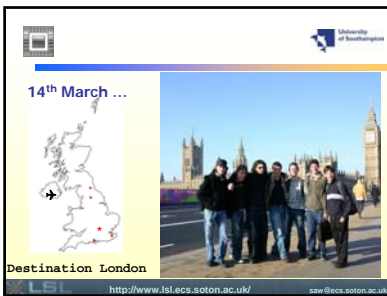 University
of Southampton
14th March ...
Destination London
LSL
http://www.lsl.ecs.soton.ac.uk/
saw@ecs.soton.ac.uk